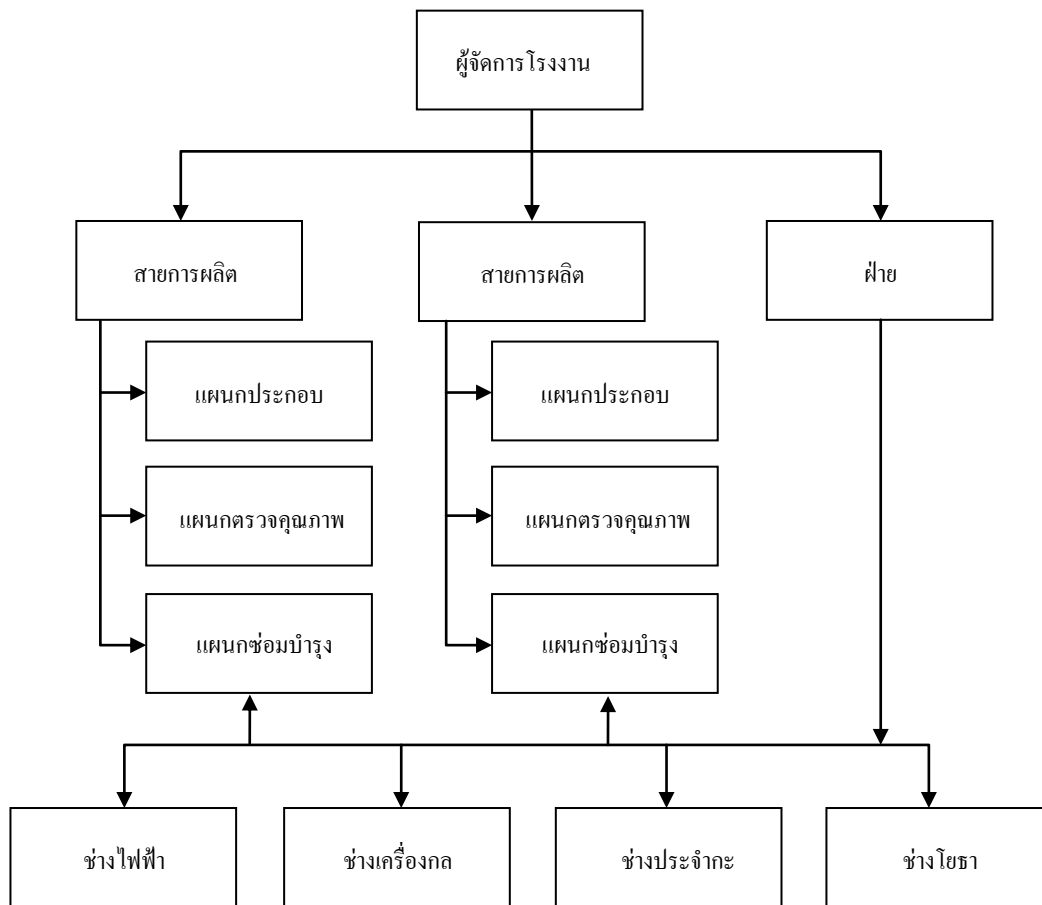 ผู้จัดการโรงงาน
สายการผลิต
สายการผลิต
ฝ่าย
แผนกประกอบ
แผนกประกอบ
แผนกตรวจคุณภาพ
แผนกตรวจคุณภาพ
แผนกซ่อมบำรุง
แผนกซ่อมบำรุง
ช่างไฟฟ้า
ช่างเครื่องกล
ช่างประจำกะ
ช่างโยธา